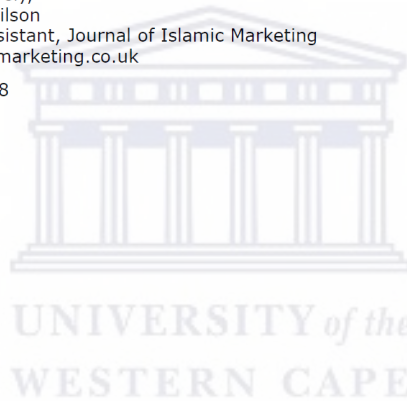 ilson
sistant, Journal of Islamic Marketing
marketing.co.uk
8
UNIVERSITY of the
WESTERN CAPE